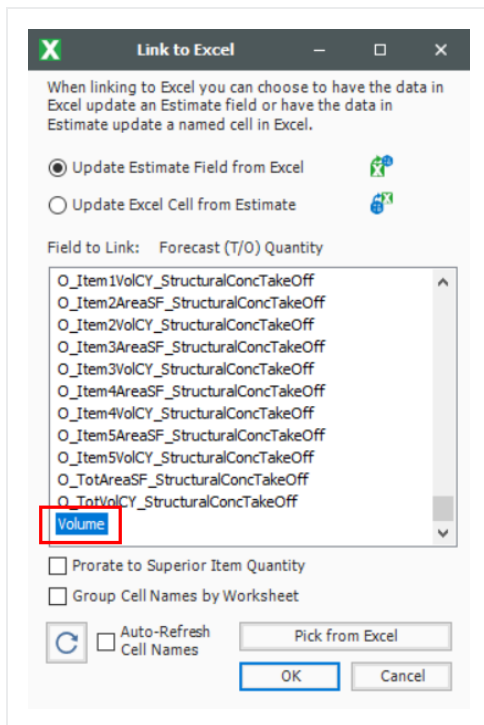 Link to Excel
When linking to Excel you can choose to have the data in
Excel update an Estimate field or have the data in
Estimate update a named cell in Excel.
Update Estimate Field from Excel
Update Excel Cell from Estimate
Field to Link: Forecast (T/O) Quantity
O_Item1VolCY_StructuralConcTakeOff
O_Item2AreaSF_StructuralConcTakeOff
O_Item2VolCY_StructuralConcTakeOff
O_Item3AreaSF_StructuralConcTakeOff
O_Item3VolCY_StructuralConcTakeOff
O_Item4AreaSF_StructuralConcTakeOff
O_Item4VolCY_StructuralConcTakeOff
O_Item5AreaSF_StructuralConcTakeOff
O_Item5VolCY_StructuralConcTakeOff
O_TotAreaSF_StructuralConcTakeOff
O_TotVolCY_StructuralConcTakeOff
Volume
Prorate to Superior Item Quantity
Group Cell Names by Worksheet
Auto-Refresh
Cell Names
Pick from Excel
OK Cancel